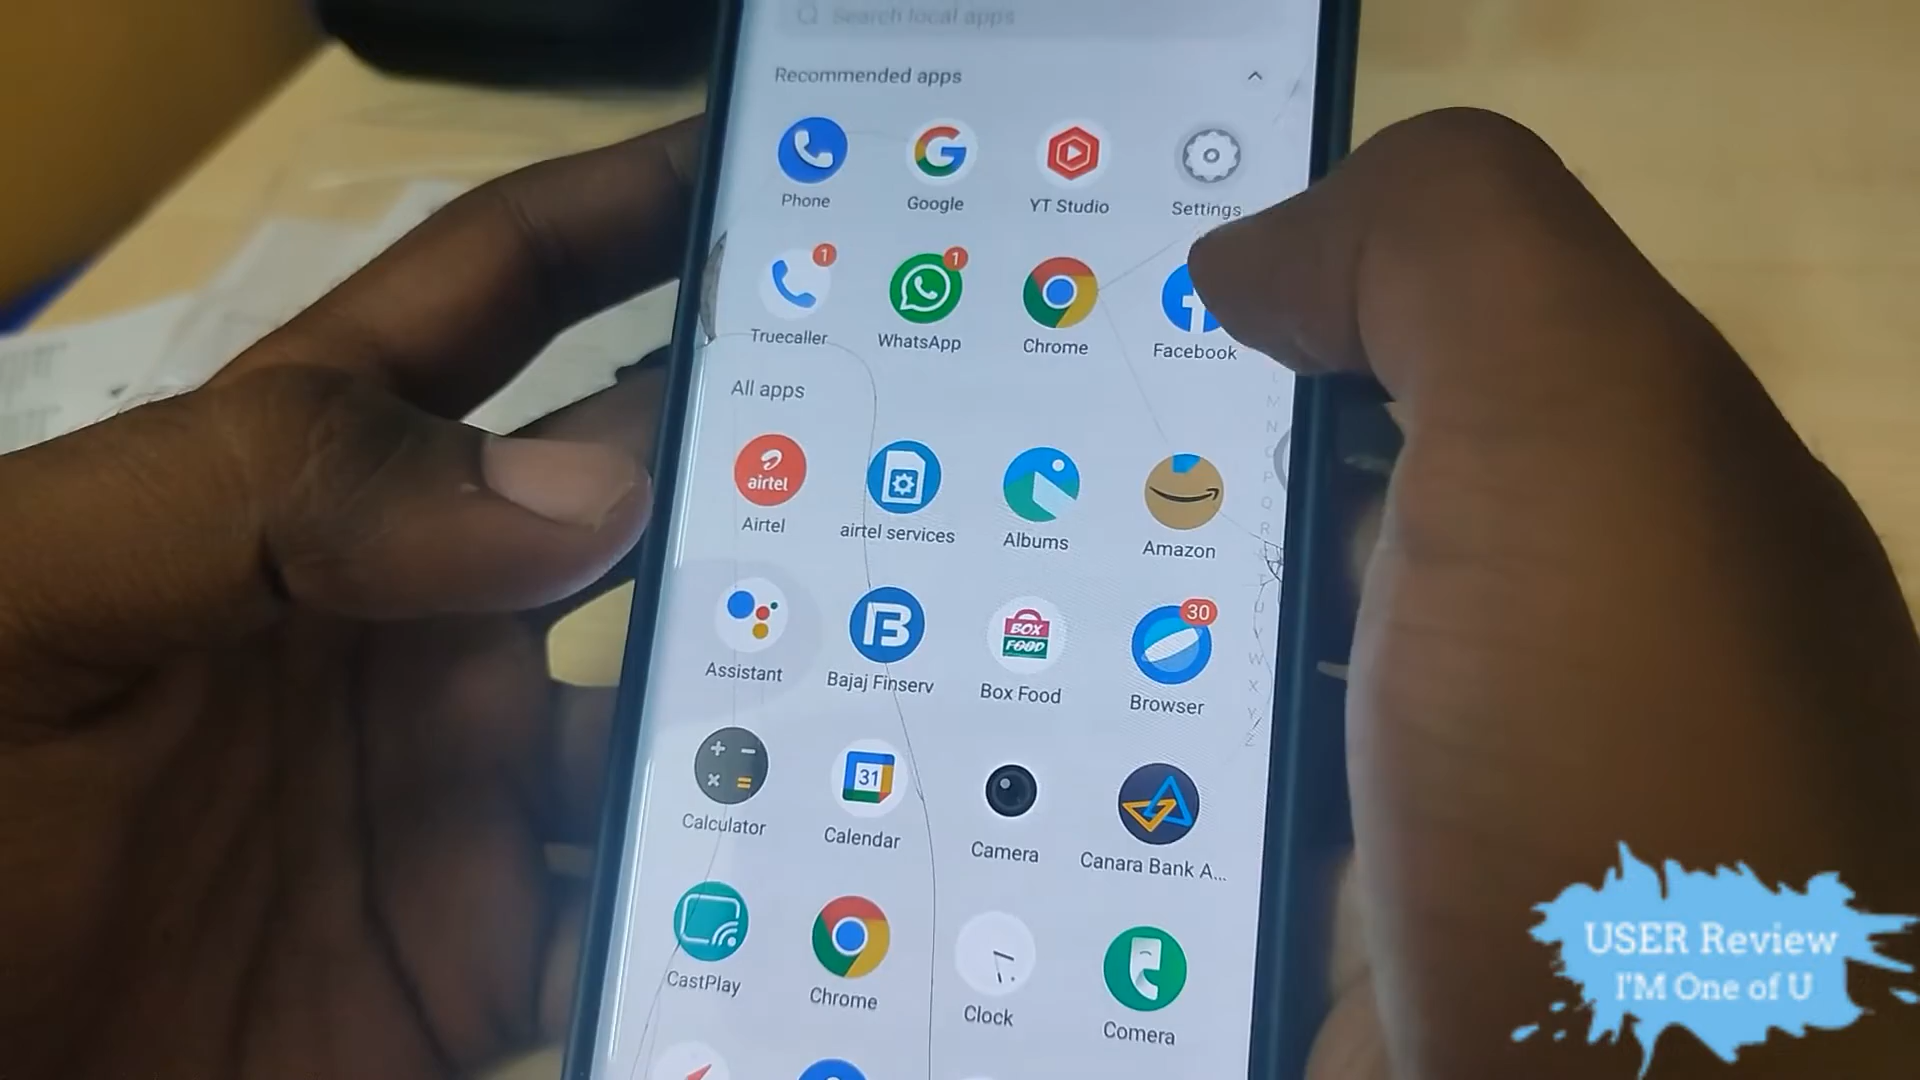 Search local apps
Recommended apps
Phone
Google
YT Studio
Settings
1
1
Truecaller
WhatsApp
Chrome
Facebook
All apps
airtel
Airtel
airtel services
Albums
Amazon
BOX
FOOD
30
Assistant
Bajaj Finserv
Box Food
Browser
31
Calculator
Calendar
Camera
Canara Bank A...
CastPlay
Chrome
Clock
Comera
M
N
P
Q
R
U
W
X
Y
Z
USER Review
I'M One of U